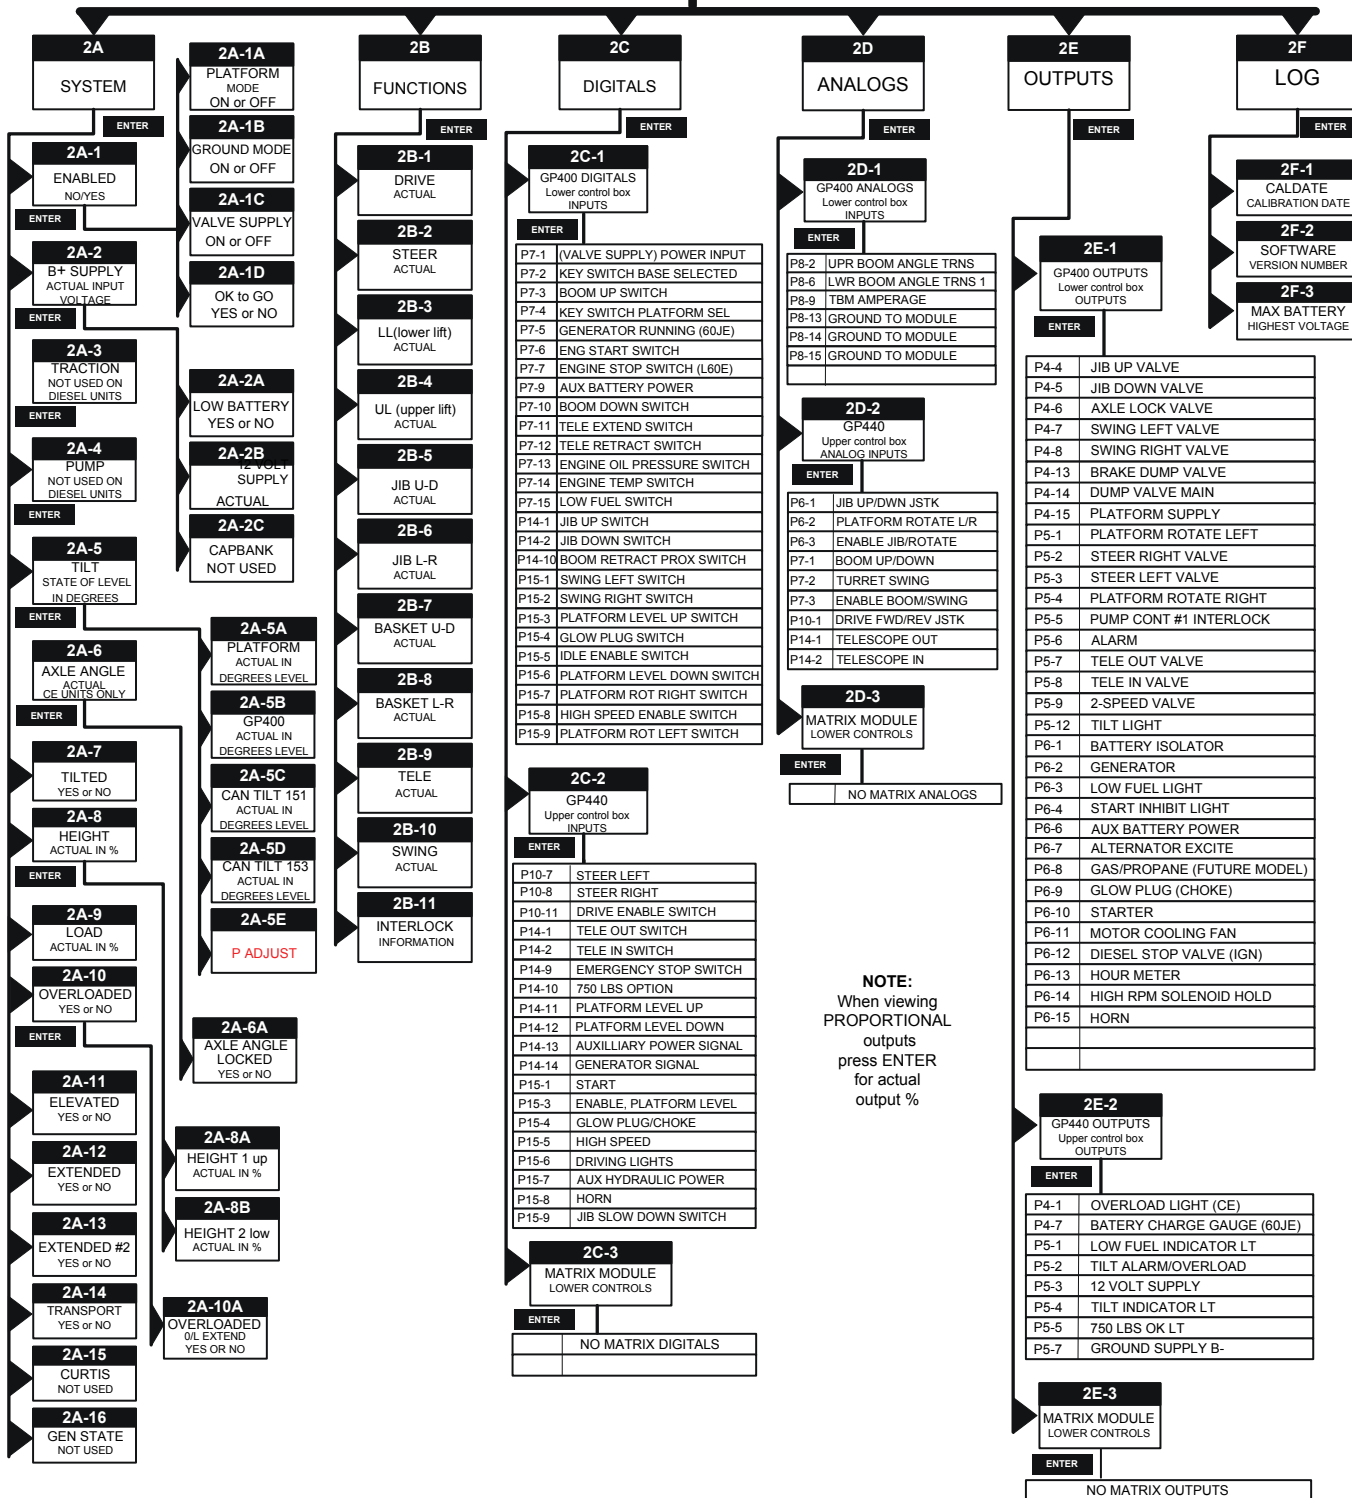 2A
SYSTEM
ENTER
2A-1
ENABLED
NO/YES
ENTER
2A-2
B+ SUPPLY
ACTUAL INPUT
VOLTAGE
2A-3
TRACTION
NOT USED ON
DIESEL UNITS
ENTER
2A-4
PUMP
NOT USED ON
DIESEL UNITS
ENTER
2A-5
TILT
STATE OF LEVEL
IN DEGREES
ENTER
2A-6
AXLE ANGLE
ACTUAL
CE UNITS ONLY
ENTER
2A-7
TILTED
YES or NO
2A-8
HEIGHT
ACTUAL IN %
ENTER
2A-9
LOAD
ACTUAL IN %
2A-10
OVERLOADED
YES or NO
ENTER
2A-11
ELEVATED
YES or NO
2A-12
EXTENDED
YES or NO
2A-13
EXTENDED #2
YES or NO
2A-14
TRANSPORT
YES or NO
2A-15
CURTIS
NOT USED
2A-16
GEN STATE
NOT USED
2A-1A
PLATFORM
MODE
ON or OFF
2A-1B
GROUND MODE
ON or OFF
2A-1C
VALVE SUPPLY
ON or OFF
2A-1D
OK to GO
YES or NO
2A-2A
LOW BATTERY
YES or NO
2A-2B
12 VOLT
SUPPLY
ACTUAL
2A-2C
CAPBANK
NOT USED
2A-5A
PLATFORM
ACTUAL IN
DEGREES LEVEL
2A-5B
GP400
ACTUAL IN
DEGREES LEVEL
2A-5C
CAN TILT 151
ACTUAL IN
DEGREES LEVEL
2A-5D
CAN TILT 153
ACTUAL IN
DEGREES LEVEL
2A-5E
P ADJUST
2A-6A
AXLE ANGLE
LOCKED
YES or NO
2A-8A
HEIGHT 1 up
ACTUAL IN %
2A-8B
HEIGHT 2 low
ACTUAL IN %
2A-10A
OVERLOADED
0/L EXTEND
YES OR NO
2B
FUNCTIONS
ENTER
2B-1
DRIVE
ACTUAL
2B-2
STEER
ACTUAL
2B-3
LL(lower lift)
ACTUAL
2B-4
UL (upper lift)
ACTUAL
2B-5
JIB U-D
ACTUAL
2B-6
JIB L-R
ACTUAL
2B-7
BASKET U-D
ACTUAL
2B-8
BASKET L-R
ACTUAL
2B-9
TELE
ACTUAL
2B-10
SWING
ACTUAL
2B-11
INTERLOCK
INFORMATION
2C
DIGITALS
ENTER
2C-1
GP400 DIGITALS
Lower control box
INPUTS
ENTER
P7-1 (VALVE SUPPLY) POWER INPUT
P7-2 KEY SWITCH BASE SELECTED
P7-3 BOOM UP SWITCH
P7-4 KEY SWITCH PLATFORM SEL
P7-5 GENERATOR RUNNING (60JE)
P7-6 ENG START SWITCH
P7-7 ENGINE STOP SWITCH (L60E)
P7-9 AUX BATTERY POWER
P7-10 BOOM DOWN SWITCH
P7-11 TELE EXTEND SWITCH
P7-12 TELE RETRACT SWITCH
P7-13 ENGINE OIL PRESSURE SWITCH
P7-14 ENGINE TEMP SWITCH
P7-15 LOW FUEL SWITCH
P14-1 JIB UP SWITCH
P14-2 JIB DOWN SWITCH
P14-10 BOOM RETRACT PROX SWITCH
P15-1 SWING LEFT SWITCH
P15-2 SWING RIGHT SWITCH
P15-3 PLATFORM LEVEL UP SWITCH
P15-4 GLOW PLUG SWITCH
P15-5 IDLE ENABLE SWITCH
P15-6 PLATFORM LEVEL DOWN SWITCH
P15-7 PLATFORM ROT RIGHT SWITCH
P15-8 HIGH SPEED ENABLE SWITCH
P15-9 PLATFORM ROT LEFT SWITCH
2C-2
GP440
Upper control box
INPUTS
ENTER
P10-7 STEER LEFT
P10-8 STEER RIGHT
P10-11 DRIVE ENABLE SWITCH
P14-1 TELE OUT SWITCH
P14-2 TELE IN SWITCH
P14-9 EMERGENCY STOP SWITCH
P14-10 750 LBS OPTION
P14-11 PLATFORM LEVEL UP
P14-12 PLATFORM LEVEL DOWN
P14-13 AUXILLIARY POWER SIGNAL
P14-14 GENERATOR SIGNAL
P15-1 START
P15-3 ENABLE, PLATFORM LEVEL
P15-4 GLOW PLUG/CHOKE
P15-5 HIGH SPEED
P15-6 DRIVING LIGHTS
P15-7 AUX HYDRAULIC POWER
P15-8 HORN
P15-9 JIB SLOW DOWN SWITCH
2C-3
MATRIX MODULE
LOWER CONTROLS
ENTER
NO MATRIX DIGITALS
2D
ANALOGS
ENTER
2D-1
GP400 ANALOGS
Lower control box
INPUTS
ENTER
P8-2 UPR BOOM ANGLE TRNS
P8-6 LWR BOOM ANGLE TRNS 1
P8-9 TBM AMPERAGE
P8-13 GROUND TO MODULE
P8-14 GROUND TO MODULE
P8-15 GROUND TO MODULE
2D-2
GP440
Upper control box
ANALOG INPUTS
ENTER
P6-1 JIB UP/DWN JSTK
P6-2 PLATFORM ROTATE L/R
P6-3 ENABLE JIB/ROTATE
P7-1 BOOM UP/DOWN
P7-2 TURRET SWING
P7-3 ENABLE BOOM/SWING
P10-1 DRIVE FWD/REV JSTK
P14-1 TELESCOPE OUT
P14-2 TELESCOPE IN
2D-3
MATRIX MODULE
LOWER CONTROLS
ENTER
NO MATRIX ANALOGS
NOTE:
When viewing
PROPORTIONAL
outputs
press ENTER
for actual
output %
2E
OUTPUTS
ENTER
2E-1
GP400 OUTPUTS
Lower control box
OUTPUTS
ENTER
P4-4 JIB UP VALVE
P4-5 JIB DOWN VALVE
P4-6 AXLE LOCK VALVE
P4-7 SWING LEFT VALVE
P4-8 SWING RIGHT VALVE
P4-13 BRAKE DUMP VALVE
P4-14 DUMP VALVE MAIN
P4-15 PLATFORM SUPPLY
P5-1 PLATFORM ROTATE LEFT
P5-2 STEER RIGHT VALVE
P5-3 STEER LEFT VALVE
P5-4 PLATFORM ROTATE RIGHT
P5-5 PUMP CONT #1 INTERLOCK
P5-6 ALARM
P5-7 TELE OUT VALVE
P5-8 TELE IN VALVE
P5-9 2-SPEED VALVE
P5-12 TILT LIGHT
P6-1 BATTERY ISOLATOR
P6-2 GENERATOR
P6-3 LOW FUEL LIGHT
P6-4 START INHIBIT LIGHT
P6-6 AUX BATTERY POWER
P6-7 ALTERNATOR EXCITE
P6-8 GAS/PROPANE (FUTURE MODEL)
P6-9 GLOW PLUG (CHOKE)
P6-10 STARTER
P6-11 MOTOR COOLING FAN
P6-12 DIESEL STOP VALVE (IGN)
P6-13 HOUR METER
P6-14 HIGH RPM SOLENOID HOLD
P6-15 HORN
2E-2
GP440 OUTPUTS
Upper control box
OUTPUTS
ENTER
P4-1 OVERLOAD LIGHT (CE)
P4-7 BATERY CHARGE GAUGE (60JE)
P5-1 LOW FUEL INDICATOR LT
P5-2 TILT ALARM/OVERLOAD
P5-3 12 VOLT SUPPLY
P5-4 TILT INDICATOR LT
P5-5 750 LBS OK LT
P5-7 GROUND SUPPLY B-
2E-3
MATRIX MODULE
LOWER CONTROLS
ENTER
NO MATRIX OUTPUTS
2F
LOG
ENTER
2F-1
CALDATE
CALIBRATION DATE
2F-2
SOFTWARE
VERSION NUMBER
2F-3
MAX BATTERY
HIGHEST VOLTAGE